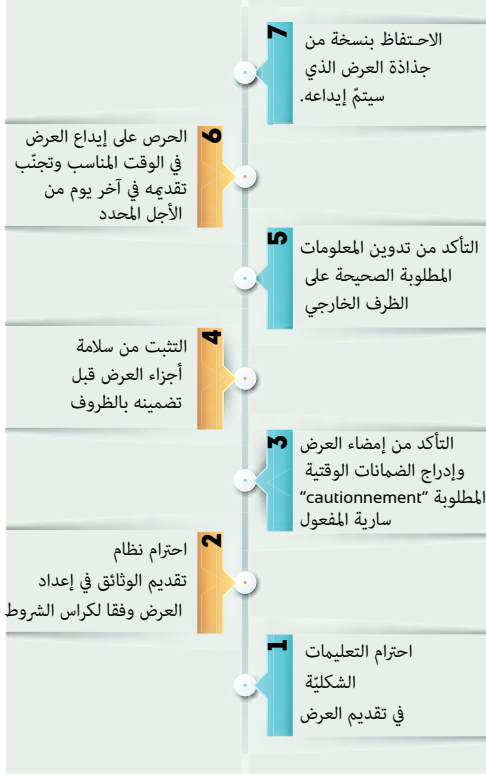 7
الاحتفاظ بنسخة من
جذاذة العرض الذي
سيتمّ إيداعه.
6
الحرص على إيداع العرض
في الوقت المناسب وتجنّب
تقديمه في آخر يوم من
الأجل المحدد
5
التأكد من تدوين المعلومات
المطلوبة الصحيحة على
الظرف الخارجي
4
التثبت من سلامة
أجزاء العرض قبل
تضمينه بالظروف
3
التأكد من إمضاء العرض
وإدراج الضمانات الوقتية
المطلوبة "cautionnement"
سارية المفعول
2
احترام نظام
تقديم الوثائق في إعداد
العرض وفقا لكراس الشروط
1
احترام التعليمات
الشكليّة
في تقديم العرض